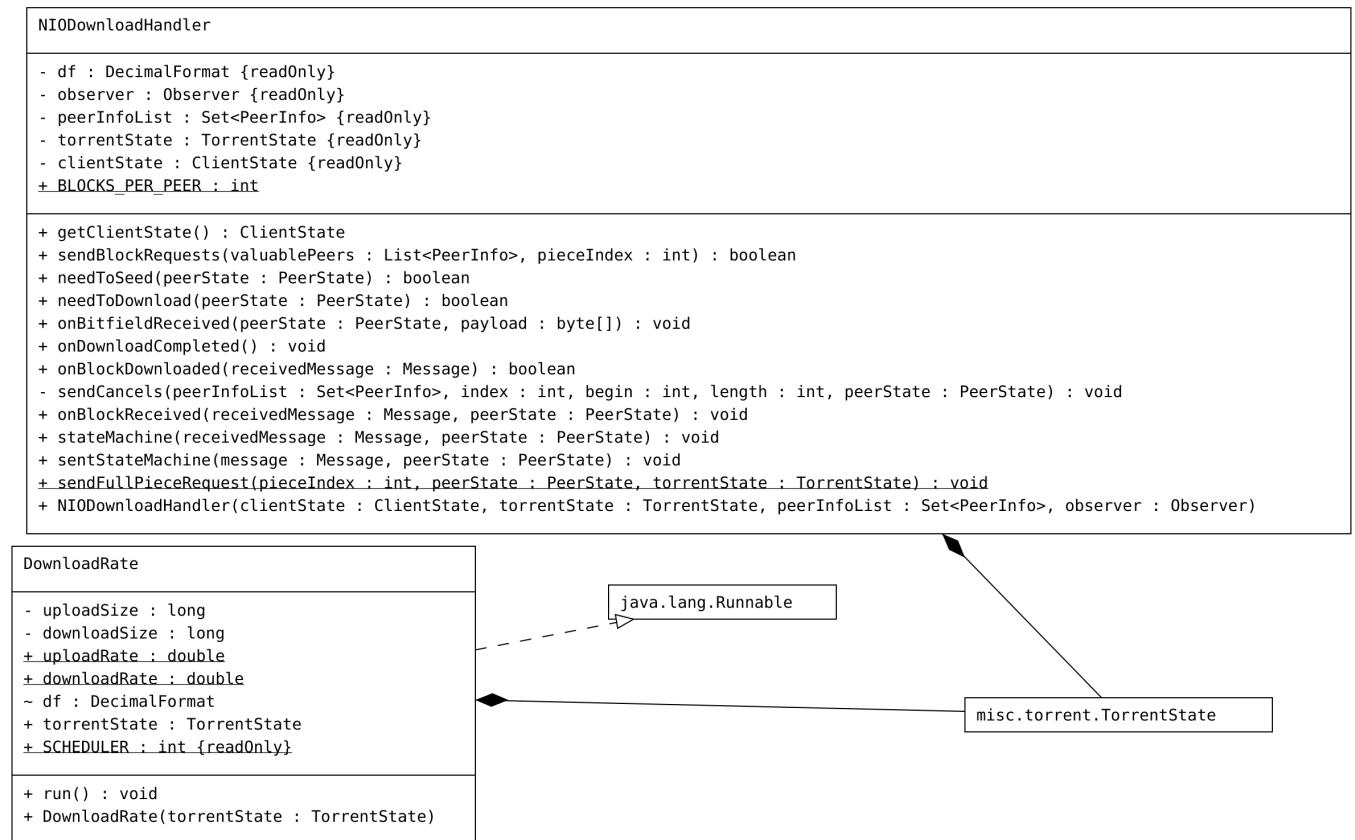 NIODownloadHandler
- df : DecimalFormat {readOnly}
- observer : Observer {readOnly}
- peerInfoList : Set<PeerInfo> {readOnly}
- torrentState : TorrentState {readOnly}
- clientState : ClientState {readOnly}
+ BLOCKS_PER_PEER : int
+ getClientState() : ClientState
+ sendBlockRequests(valuablePeers : List<PeerInfo>, pieceIndex : int) : boolean
+ needToSeed(peerState : PeerState) : boolean
+ needToDownload(peerState : PeerState) : boolean
+ onBitfieldReceived(peerState : PeerState, payload : byte[]) : void
+ onDownloadCompleted() : void
+ onBlockDownloaded(receivedMessage : Message) : boolean
- sendCancels(peerInfoList : Set<PeerInfo>, index : int, begin : int, length : int, peerState : PeerState) : void
+ onBlockReceived(receivedMessage : Message, peerState : PeerState) : void
+ stateMachine(receivedMessage : Message, peerState : PeerState) : void
+ sentStateMachine(message : Message, peerState : PeerState) : void
+ sendFullPieceRequest(pieceIndex : int, peerState : PeerState, torrentState : TorrentState) : void
+ NIODownloadHandler(clientState : ClientState, torrentState : TorrentState, peerInfoList : Set<PeerInfo>, observer : Observer)
DownloadRate
- uploadSize : long
- downloadSize : long
+ uploadRate : double
+ downloadRate : double
~ df : DecimalFormat
+ torrentState : TorrentState
+ SCHEDULER : int {readOnly}
+ run() : void
+ DownloadRate(torrentState : TorrentState)
java.lang.Runnable
misc.torrent.TorrentState